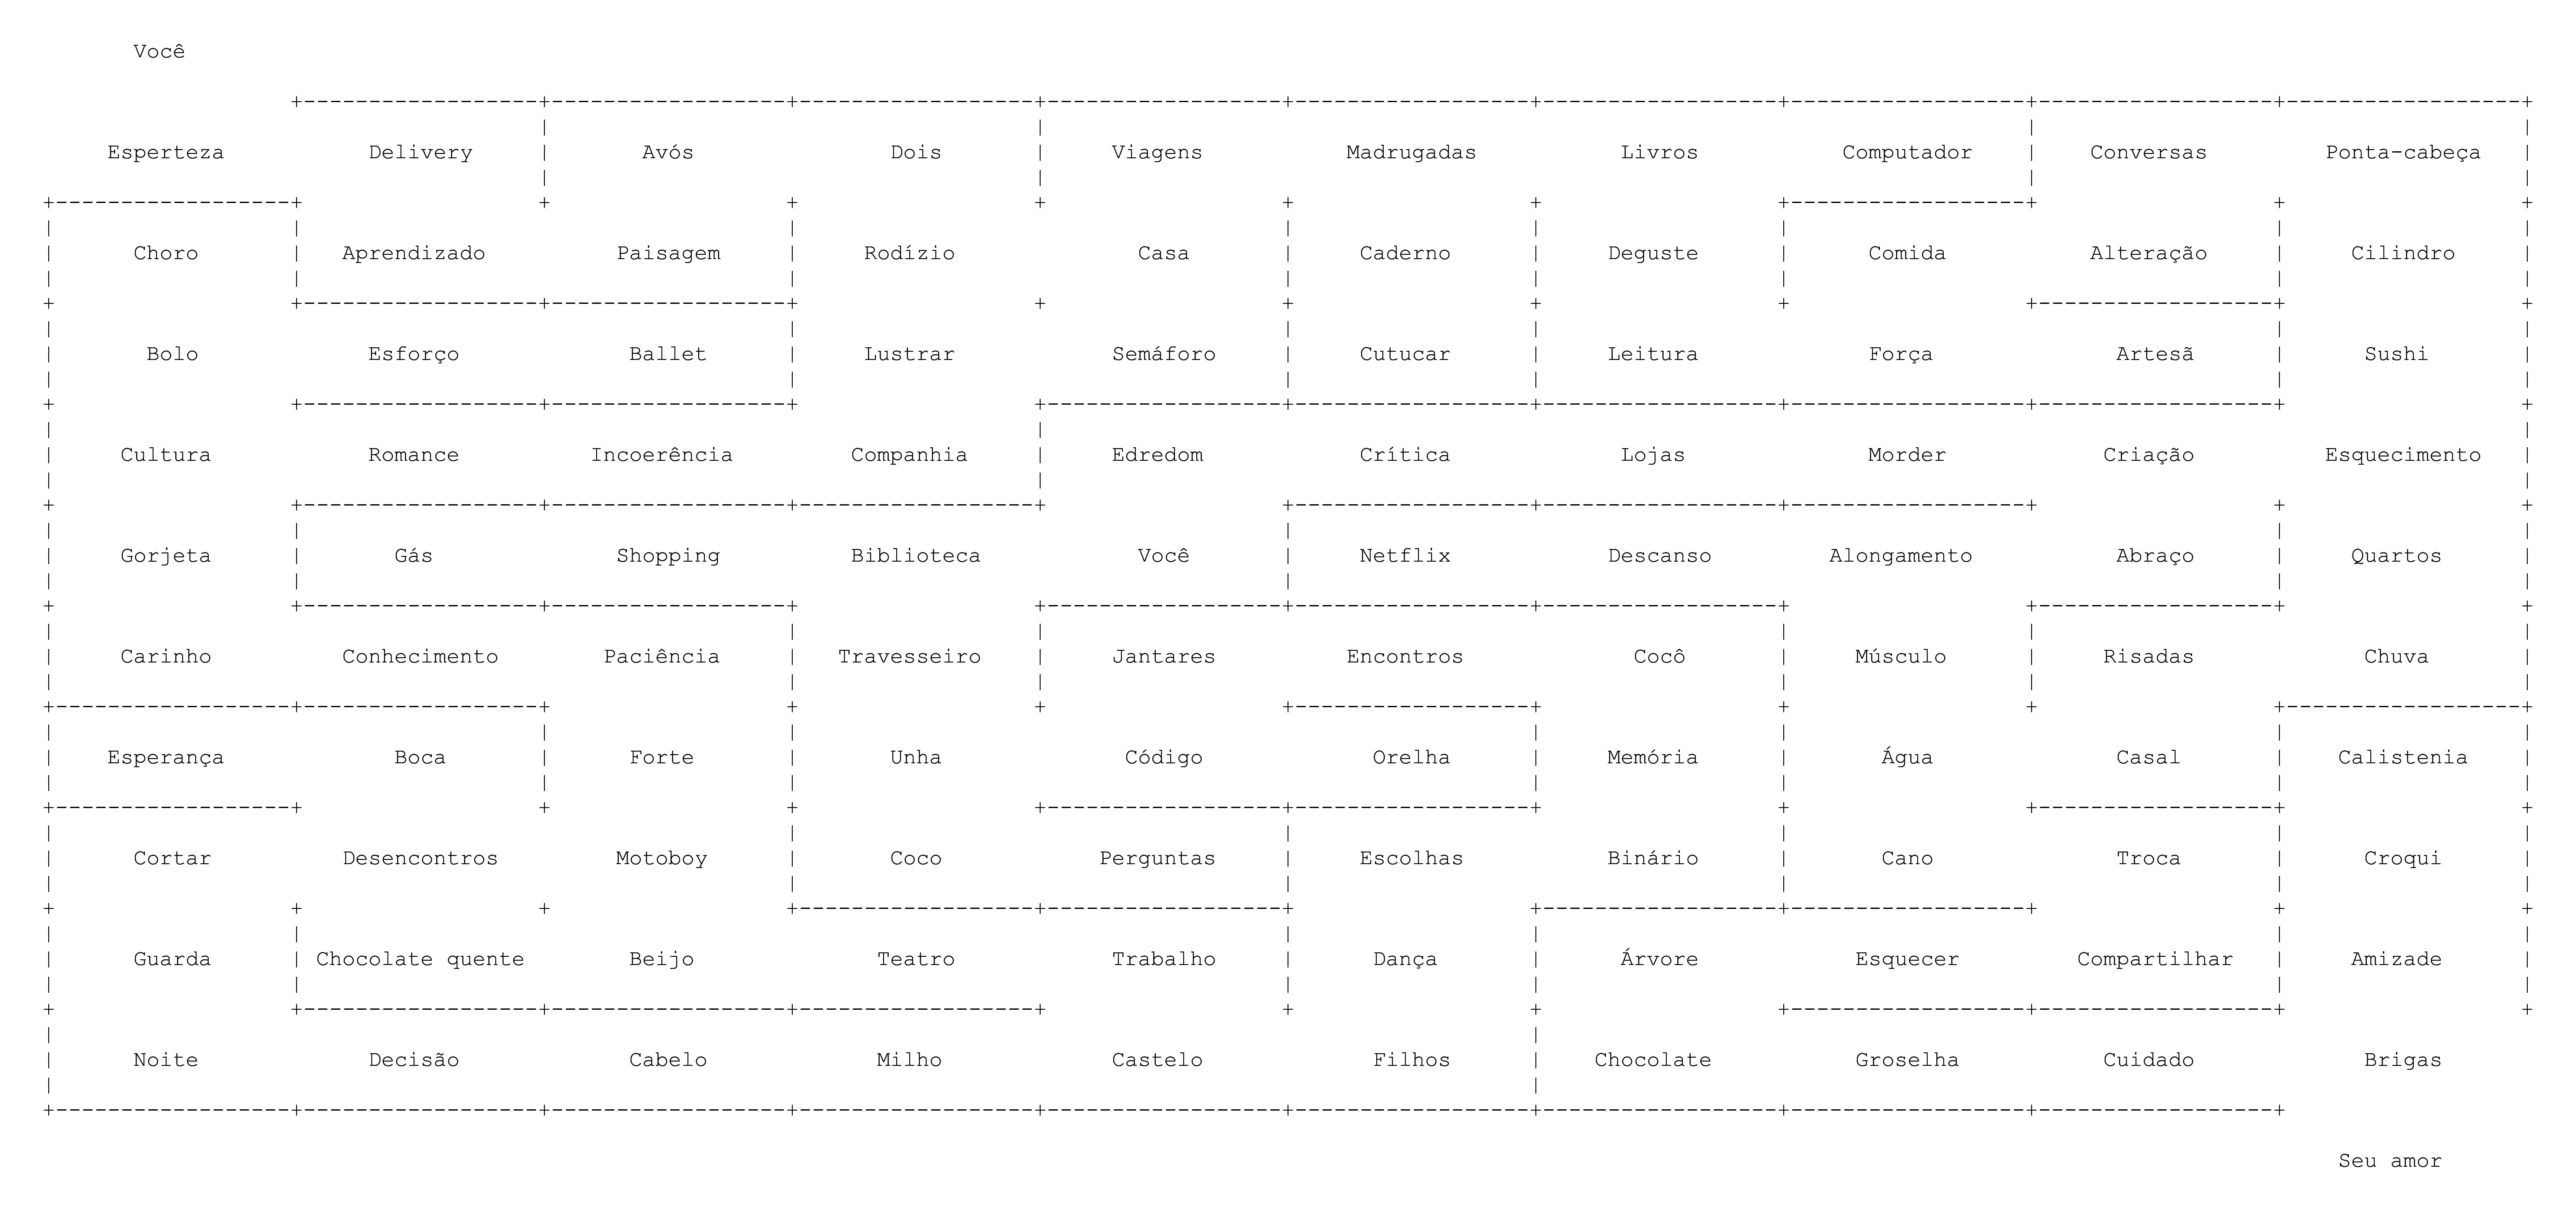 Você
Esperteza Delivery Avós Dois Viagens Madrugadas Livros Computador Conversas Ponta-cabeça
Choro Aprendizado Paisagem Rodízio Casa Caderno Deguste Comida Alteração Cilindro
Bolo Esforço Ballet Lustrar Semáforo Cutucar Leitura Força Artesã Sushi
Cultura Romance Incoerência Companhia Edredom Crítica Lojas Morder Criação Esquecimento
Gorjeta Gás Shopping Biblioteca Você Netflix Descanso Alongamento Abraço Quartos
Carinho Conhecimento Paciência Travesseiro Jantares Encontros Cocô Músculo Risadas Chuva
Esperança Boca Forte Unha Código Orelha Memória Água Casal Calistenia
Cortar Desencontros Motoboy Coco Perguntas Escolhas Binário Cano Troca Croqui
Guarda Chocolate quente Beijo Teatro Trabalho Dança Árvore Esquecer Compartilhar Amizade
Noite Decisão Cabelo Milho Castelo Filhos Chocolate Groselha Cuidado Brigas
Seu amor